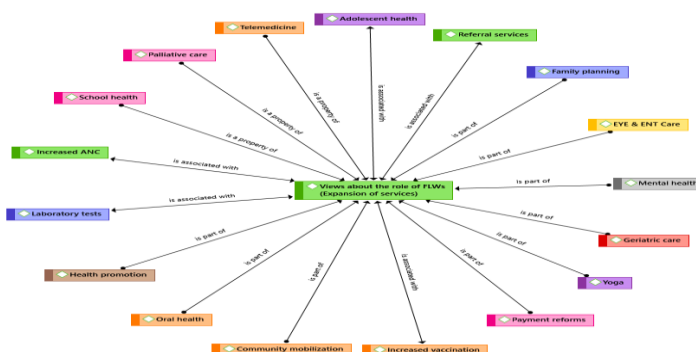 Adolescent health
Telemedicine
Referral services
Palliative care
Family planning
School health
EYE & ENT Care
Increased ANC
Mental health
Laboratory tests
Geriatric care
Health promotion
Yoga
Oral health
Payment reforms
Community mobilization
Increased vaccination
Views about the role of FLWs
(Expansion of services)
is a property of
is associated with
is associated with
is part of
is a property of
is part of
is a property of
is associated with
is part of
is associated with
is part of
is part of
is part of
is part of
is part of
is part of
is associated with